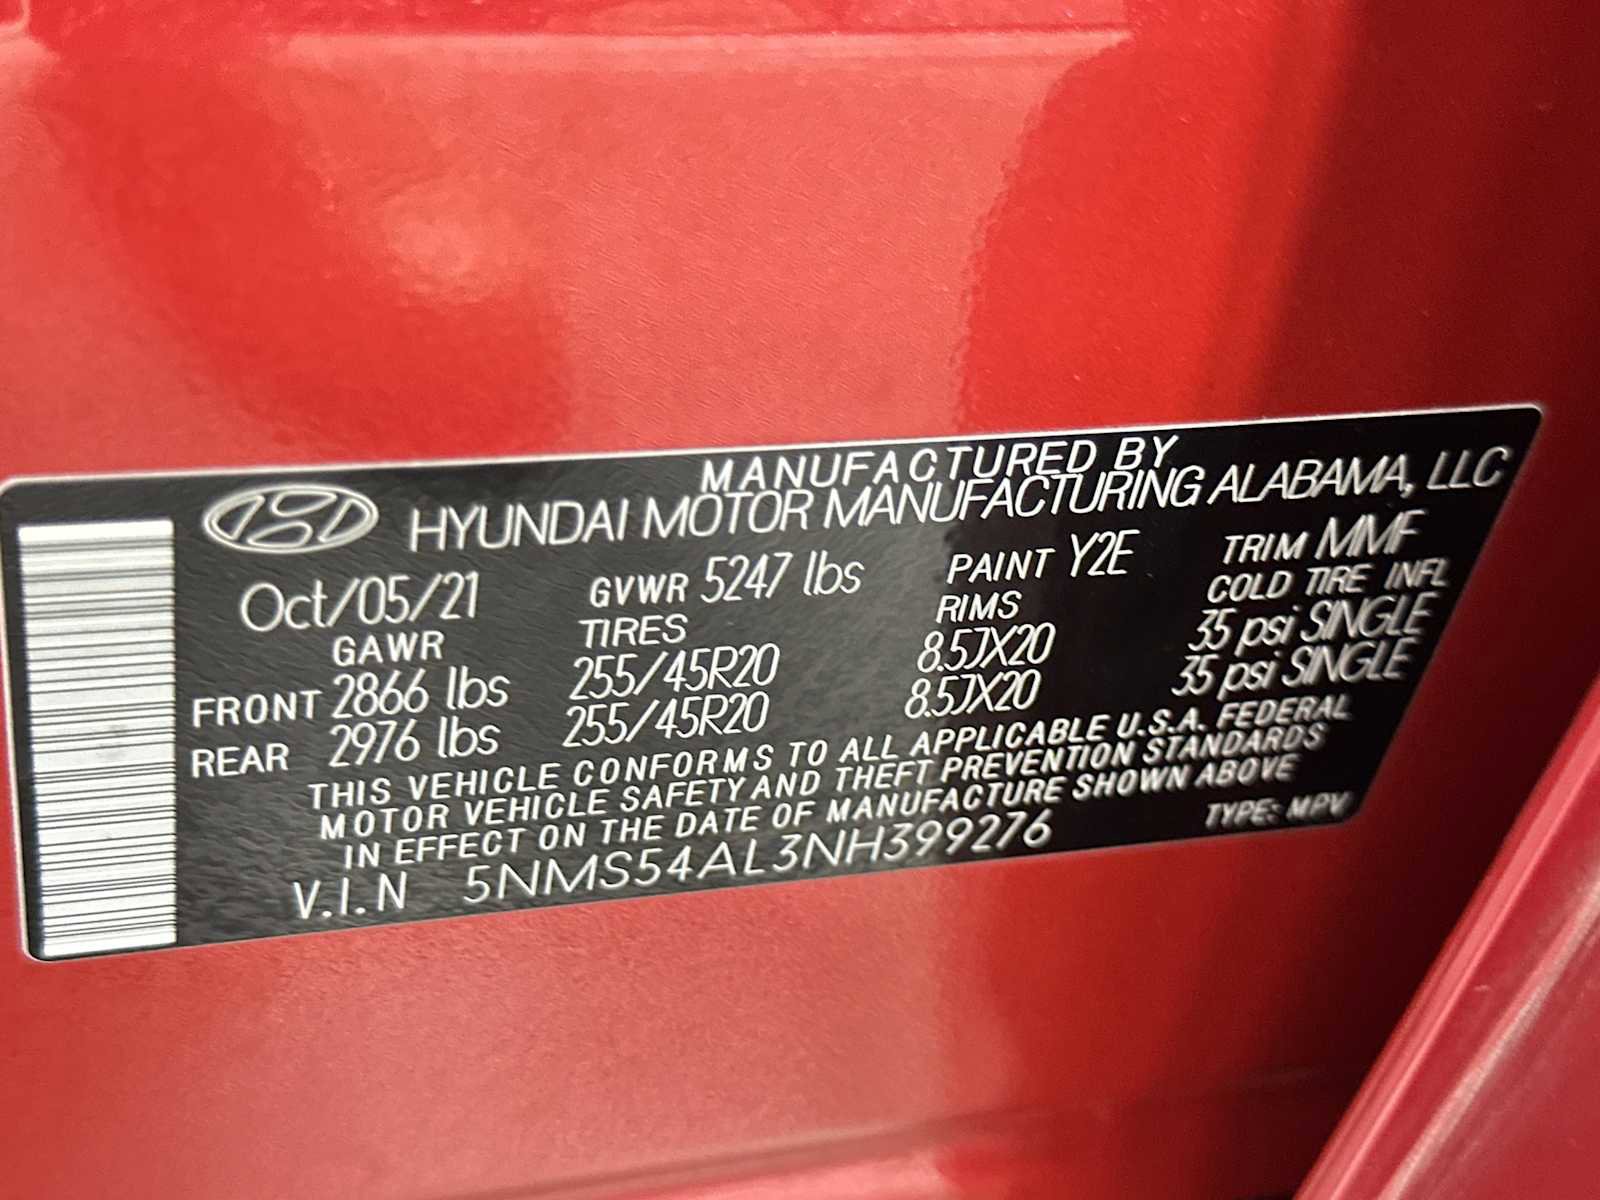 MANUFACTURED BY
HYUNDAI MOTOR MANUFACTURING ALABAMA, LLC
Oct/05/21 GVWR 5247 lbs PAINT Y2E TRIM MMF
GAWR TIRES RIMS COLD TIRE INFL
FRONT 2866 lbs 255/45R20 8.5JX20 35 psi SINGLE
REAR 2976 lbs 255/45R20 8.5JX20 35 psi SINGLE
THIS VEHICLE CONFORMS TO ALL APPLICABLE U.S.A. FEDERAL
MOTOR VEHICLE SAFETY AND THEFT PREVENTION STANDARDS
IN EFFECT ON THE DATE OF MANUFACTURE SHOWN ABOVE
V.I.N 5NMS54AL3NH399276 TYPE: MPV